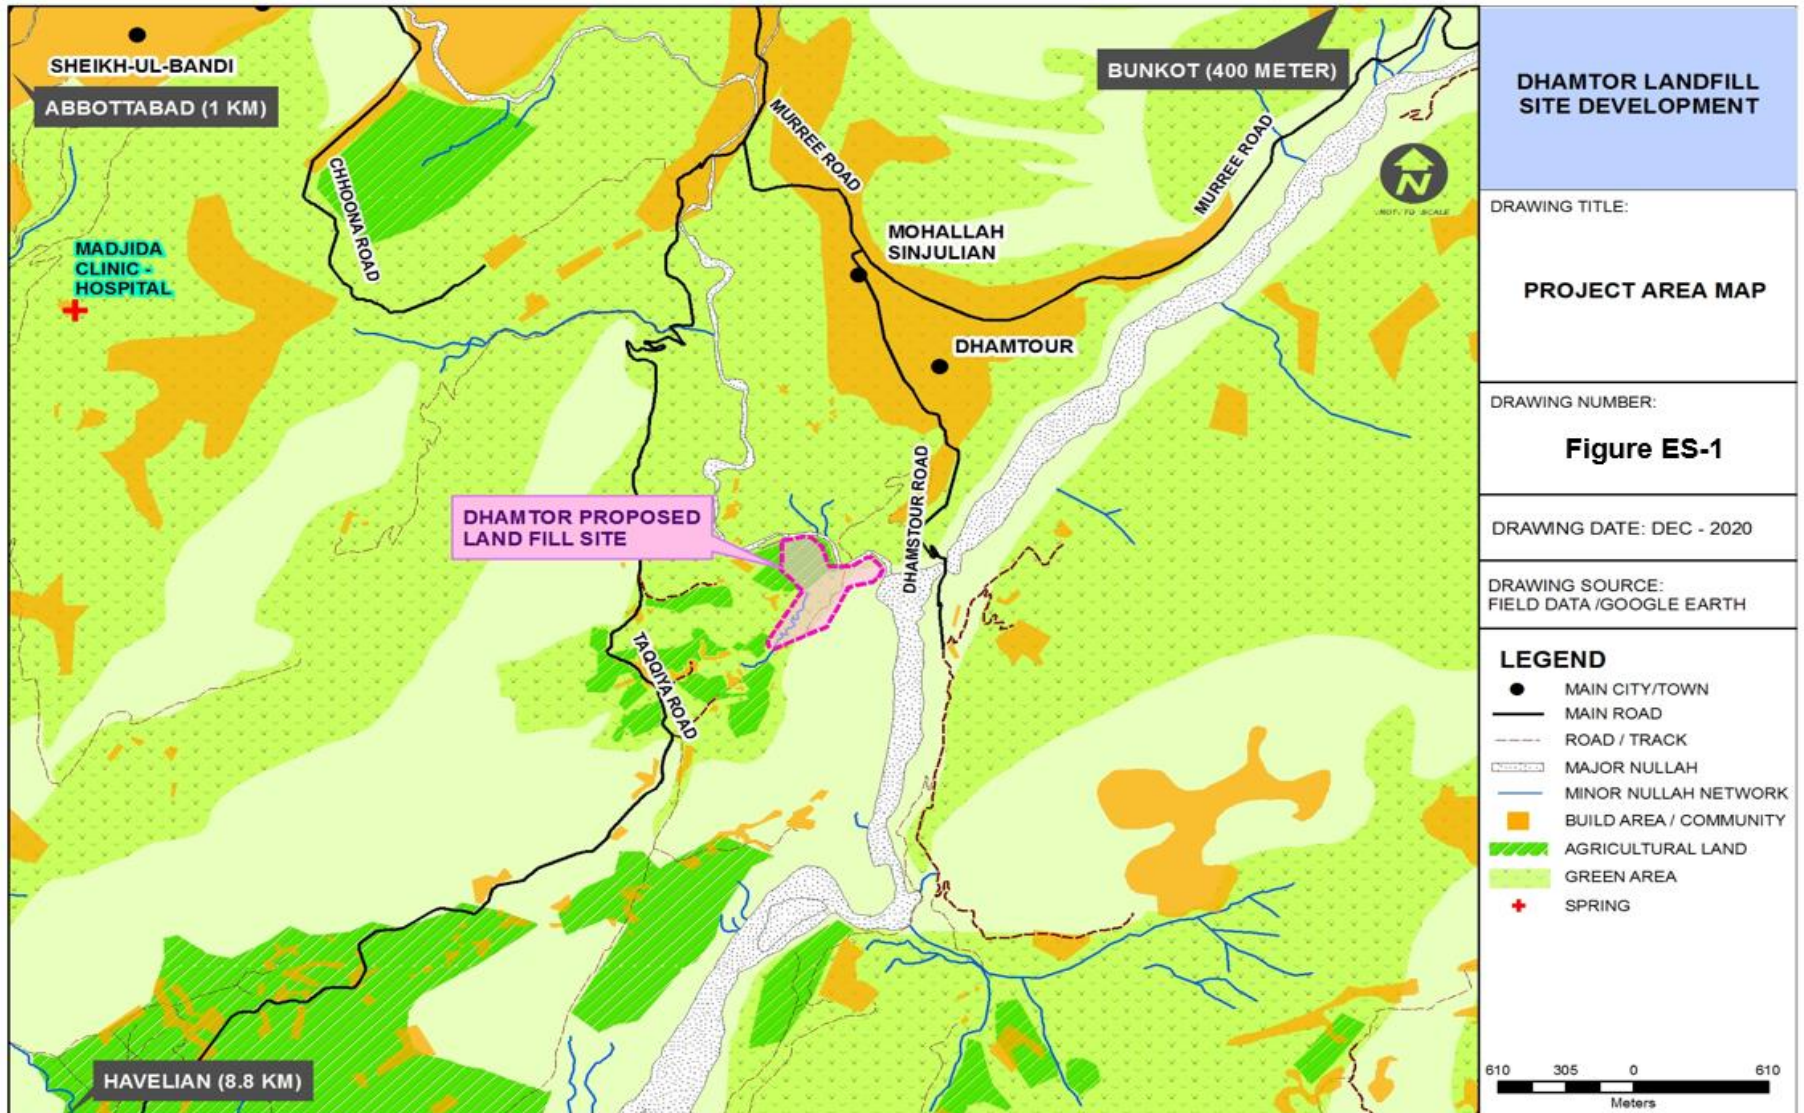 SHEIKH-UL-BANDI
ABBOTTABAD (1 KM)
BUNKOT (400 METER)
MURREE ROAD
MURREE ROAD
CHHOONA ROAD
N
NOT TO SCALE
MADJIDA
CLINIC -
HOSPITAL
MOHALLAH
SINJULIAN
DHAMTOUR
DHAMSTOUR ROAD
DHAMTOR PROPOSED
LAND FILL SITE
TAQQIYA ROAD
HAVELIAN (8.8 KM)
DHAMTOR LANDFILL
SITE DEVELOPMENT
DRAWING TITLE:
PROJECT AREA MAP
DRAWING NUMBER:
Figure ES-1
DRAWING DATE: DEC - 2020
DRAWING SOURCE:
FIELD DATA /GOOGLE EARTH
LEGEND
MAIN CITY/TOWN
MAIN ROAD
ROAD / TRACK
MAJOR NULLAH
MINOR NULLAH NETWORK
BUILD AREA / COMMUNITY
AGRICULTURAL LAND
GREEN AREA
SPRING
610 305 0 610
Meters